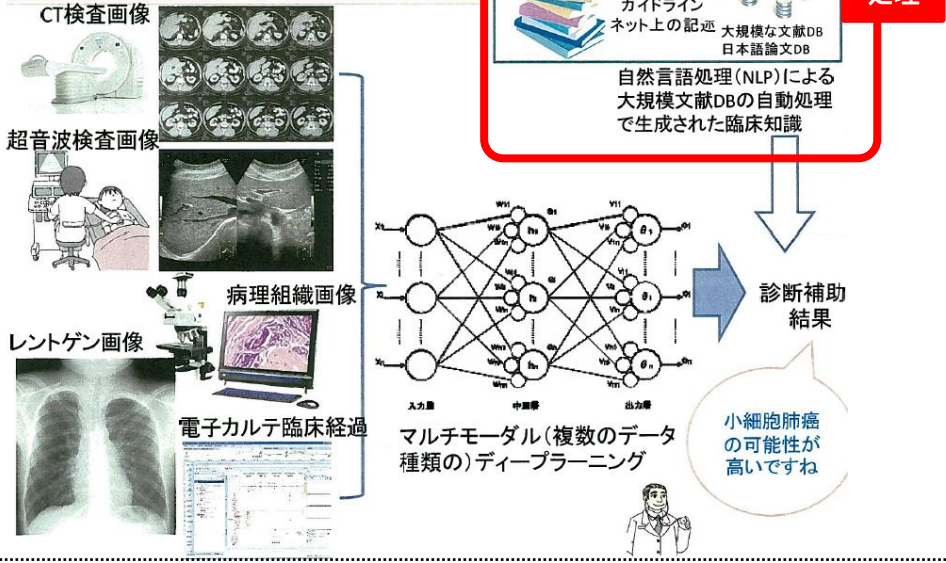 CT検査画像
超音波検査画像
病理組織画像
レントゲン画像
電子カルテ臨床経過
ガイドライン
ネット上の記述
大規模な文献DB
日本語論文DB
処理
自然言語処理(NLP)による
大規模文献DBの自動処理
で生成された臨床知識
入力層
中間層
出力層
マルチモーダル(複数のデータ
種類の)ディープラーニング
診断補助
結果
小細胞肺癌
の可能性が
高いですね